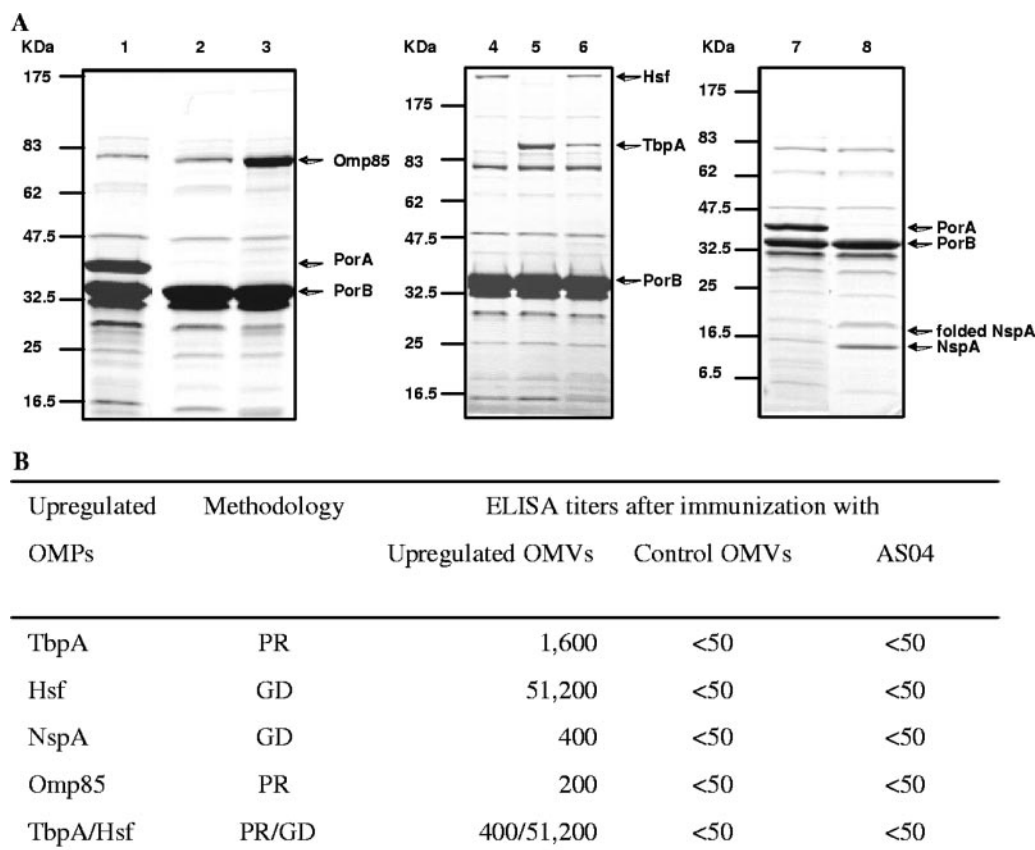 A
KDa 1 2 3
175
83
Omp85
62
47.5
PorA
PorB
32.5
25
16.5
KDa 4 5 6
Hsf
175
TbpA
83
62
47.5
PorB
32.5
25
16.5
KDa 7 8
175
83
62
47.5
PorA
PorB
32.5
25
16.5
folded NspA
NspA
6.5
B
Upregulated Methodology ELISA titers after immunization with
OMPs Upregulated OMVs Control OMVs AS04
TbpA PR 1,600 <50 <50
Hsf GD 51,200 <50 <50
NspA GD 400 <50 <50
Omp85 PR 200 <50 <50
TbpA/Hsf PR/GD 400/51,200 <50 <50